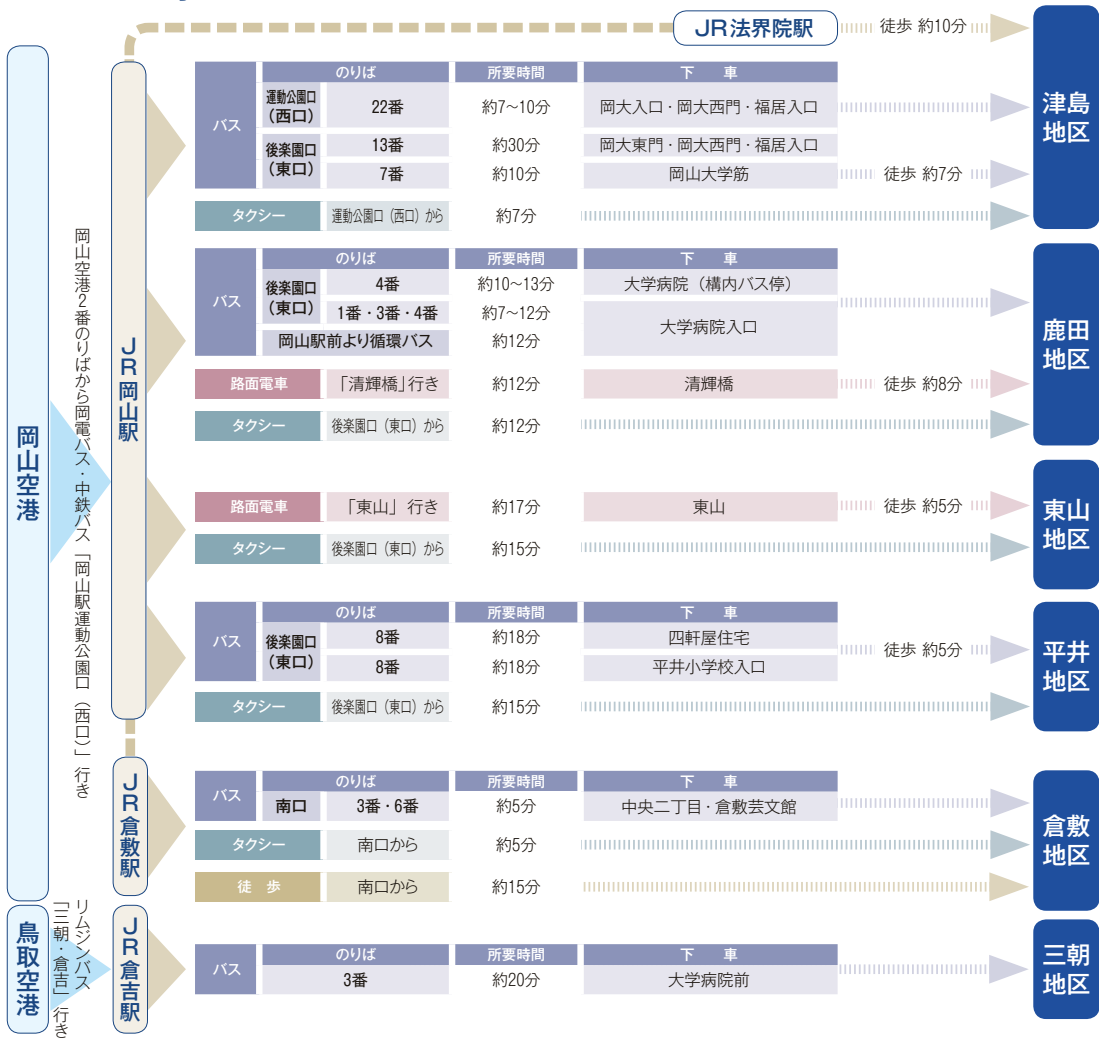 JR法界院駅 徒歩 約10分
岡山空港
岡山空港2番のりばから岡電バス・中鉄バス「岡山駅運動公園口（西口）」行き
JR岡山駅
バス
のりば 所要時間 下 車
運動公園口（西口） 22番 約7〜10分 岡大入口・岡大西門・福居入口
後楽園口（東口） 13番 約30分 岡大東門・岡大西門・福居入口
7番 約10分 岡山大学筋 徒歩 約7分
タクシー 運動公園口（西口）から 約7分
津島地区
バス
のりば 所要時間 下 車
後楽園口（東口） 4番 約10〜13分 大学病院（構内バス停）
1番・3番・4番 約7〜12分 大学病院入口
岡山駅前より循環バス 約12分
路面電車 「清輝橋」行き 約12分 清輝橋 徒歩 約8分
タクシー 後楽園口（東口）から 約12分
鹿田地区
路面電車 「東山」行き 約17分 東山 徒歩 約5分
タクシー 後楽園口（東口）から 約15分
東山地区
バス
のりば 所要時間 下 車
後楽園口（東口） 8番 約18分 四軒屋住宅
8番 約18分 平井小学校入口
徒歩 約5分
タクシー 後楽園口（東口）から 約15分
平井地区
JR倉敷駅
バス
のりば 所要時間 下 車
南口 3番・6番 約5分 中央二丁目・倉敷芸文館
タクシー 南口から 約5分
徒 歩 南口から 約15分
倉敷地区
鳥取空港
リムジンバス
「三朝・倉吉」行き
JR倉吉駅
バス
のりば 所要時間 下 車
3番 約20分 大学病院前
三朝地区